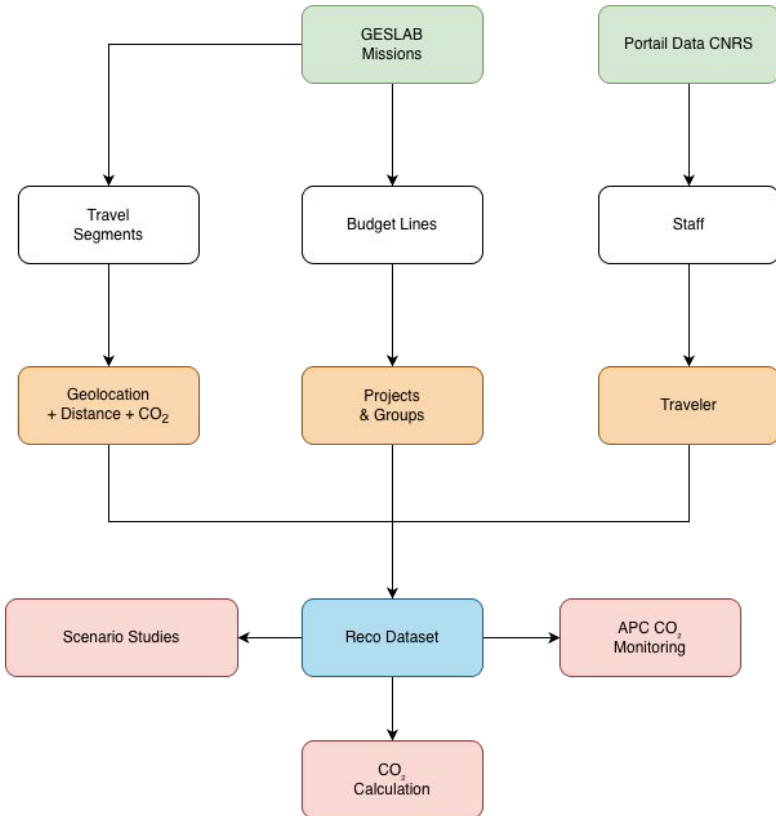 GESLAB
Missions
Portail Data CNRS
Travel
Segments
Budget Lines
Staff
Geolocation
+ Distance + CO₂
Projects
& Groups
Traveler
Scenario Studies
Reco Dataset
APC CO₂
Monitoring
CO₂
Calculation